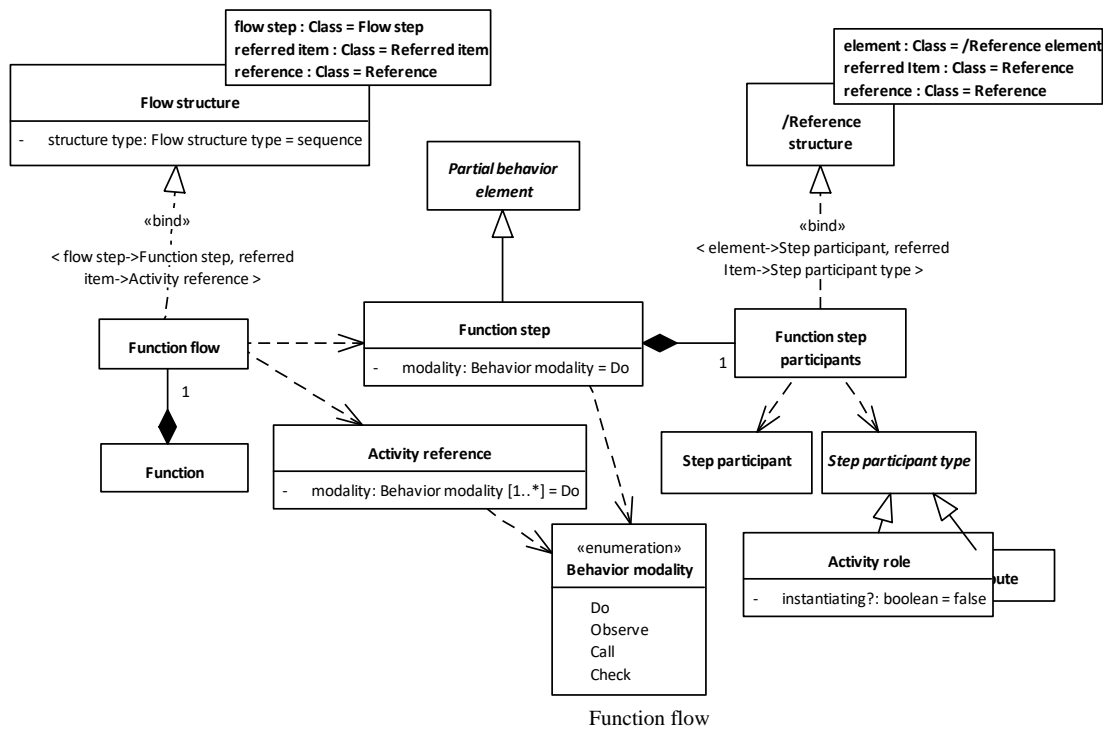 flow step : Class = Flow step
referred item : Class = Referred item
reference : Class = Reference
Flow structure
- structure type: Flow structure type = sequence
element : Class = /Reference element
referred Item : Class = Reference
reference : Class = Reference
/Reference
structure
Partial behavior
element
«bind»
< flow step->Function step, referred
item->Activity reference >
«bind»
< element->Step participant, referred
Item->Step participant type >
Function flow
Function step
- modality: Behavior modality = Do
Function step
participants
1
1
Function
Activity reference
- modality: Behavior modality [1..*] = Do
Step participant
Step participant type
«enumeration»
Behavior modality
Do
Observe
Call
Check
Activity role
- instantiating?: boolean = false
Function flow